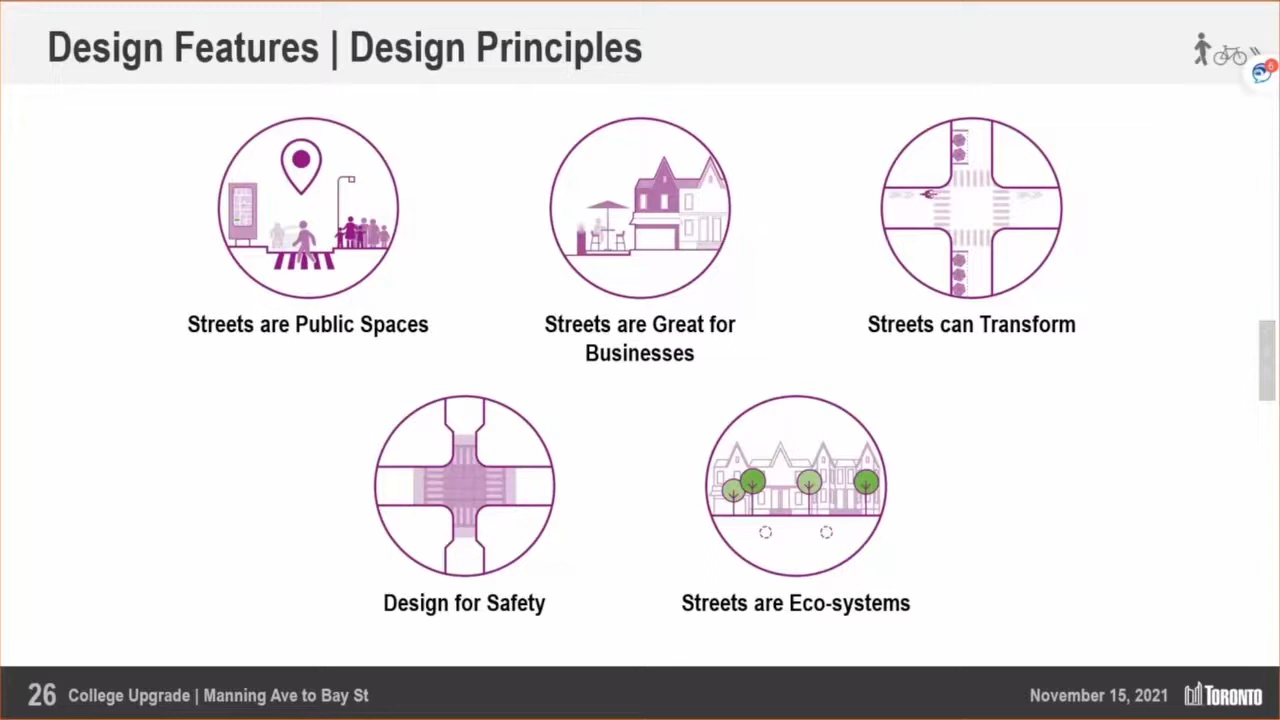 Design Features | Design Principles
6
Streets are Public Spaces
Streets are Great for
Businesses
Streets can Transform
Design for Safety
Streets are Eco-systems
26 College Upgrade | Manning Ave to Bay St
November 15, 2021 TORONTO